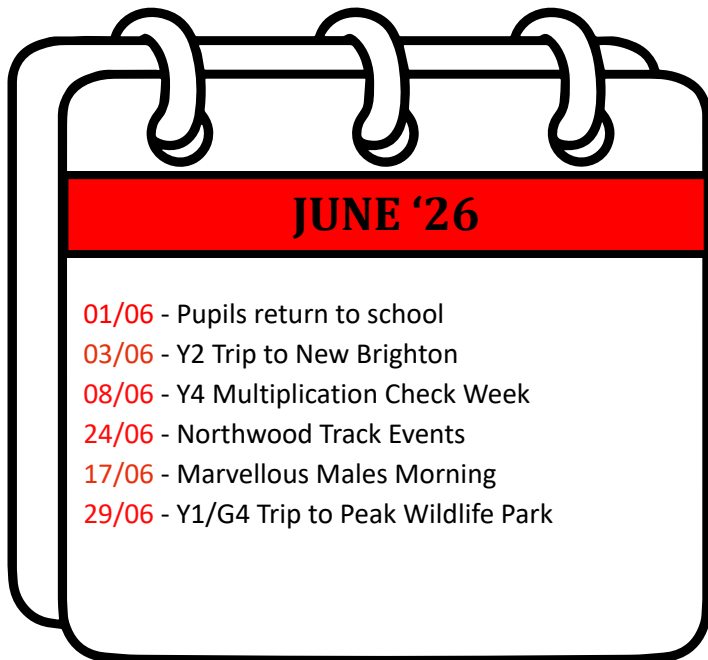 JUNE ‘26
01/06 - Pupils return to school
03/06 - Y2 Trip to New Brighton
08/06 - Y4 Multiplication Check Week
24/06 - Northwood Track Events
17/06 - Marvellous Males Morning
29/06 - Y1/G4 Trip to Peak Wildlife Park